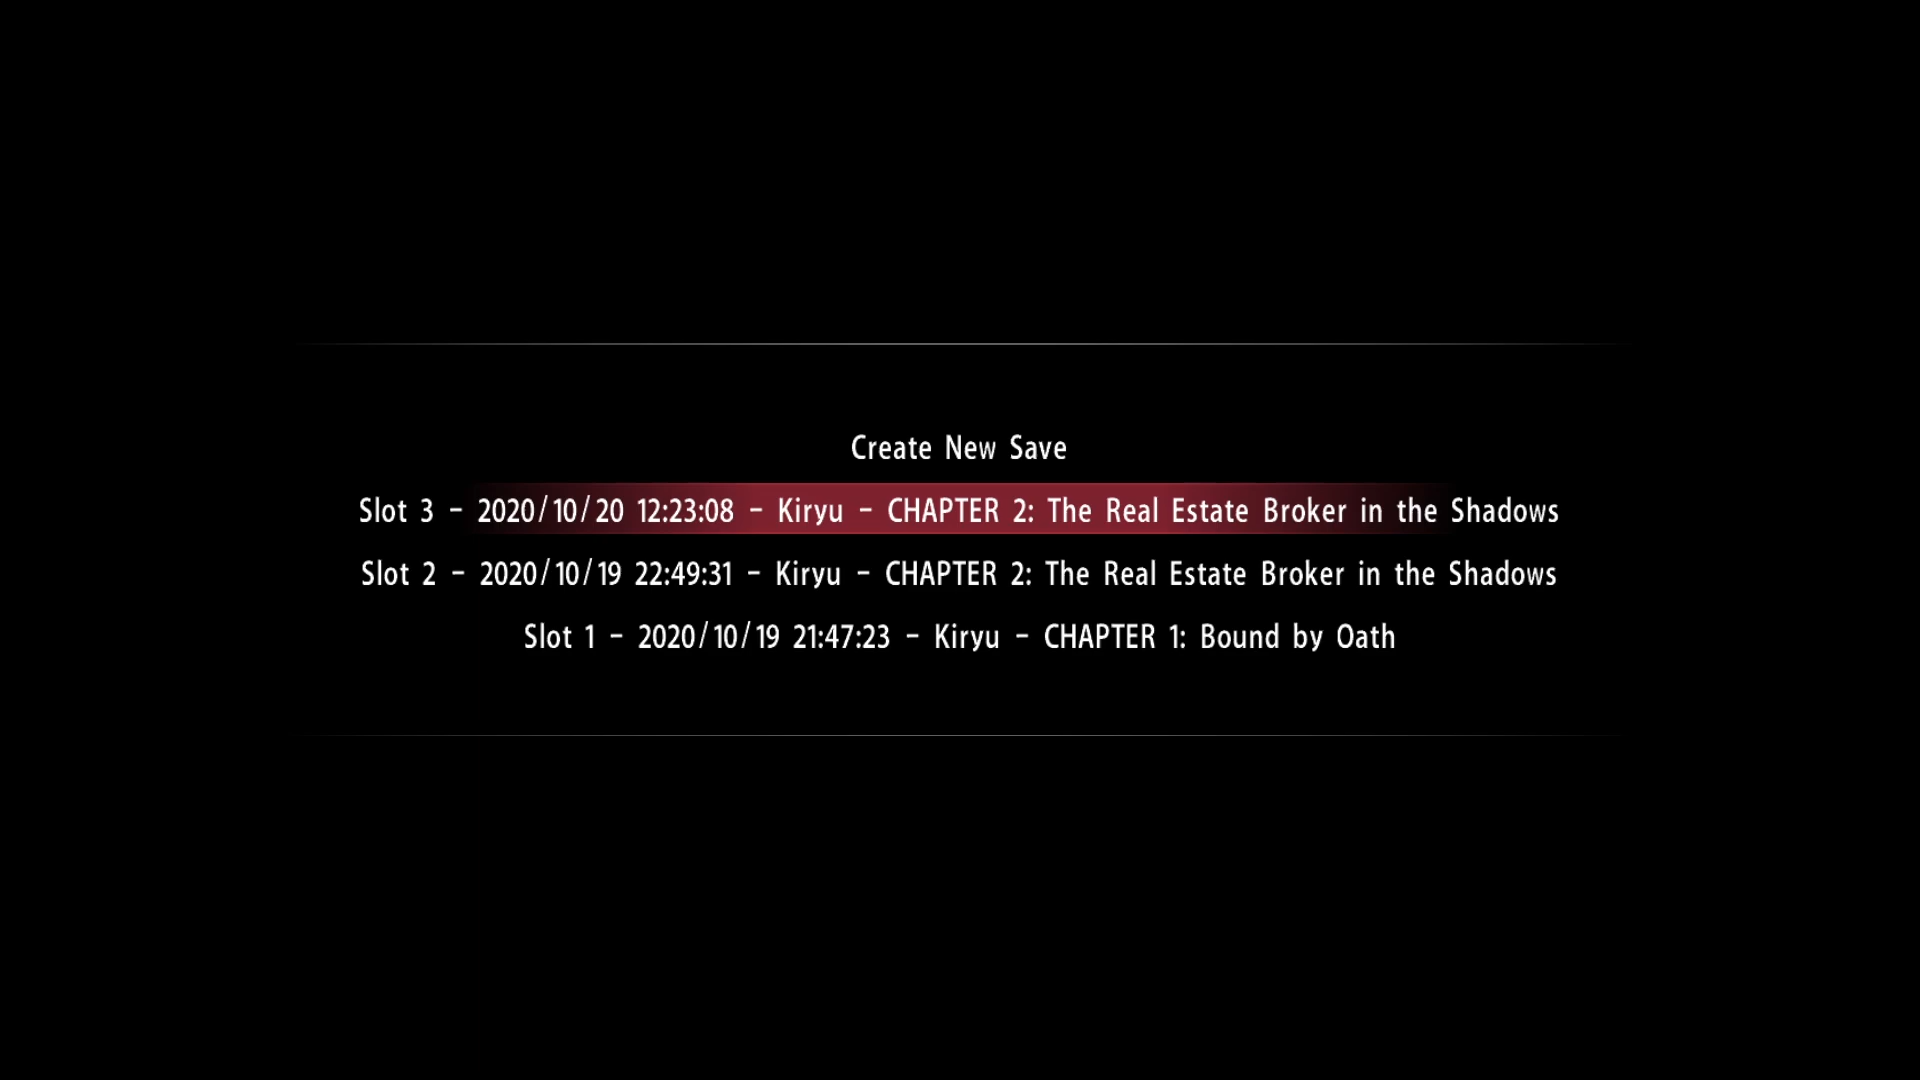 Create New Save
Slot 3 - 2020/10/20 12:23:08 - Kiryu - CHAPTER 2: The Real Estate Broker in the Shadows
Slot 2 - 2020/10/19 22:49:31 - Kiryu - CHAPTER 2: The Real Estate Broker in the Shadows
Slot 1 - 2020/10/19 21:47:23 - Kiryu - CHAPTER 1: Bound by Oath